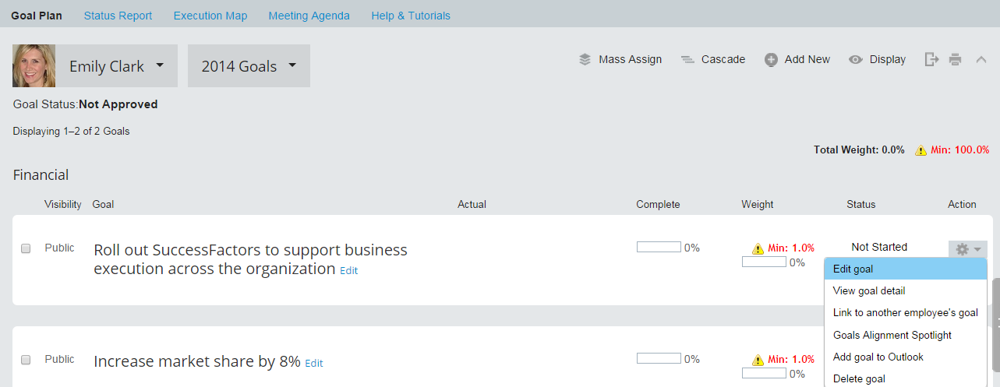 Goal Plan Status Report Execution Map Meeting Agenda Help & Tutorials
Emily Clark 2014 Goals Mass Assign Cascade Add New Display
Goal Status:Not Approved
Displaying 1–2 of 2 Goals
Total Weight: 0.0% Min: 100.0%
Financial
Visibility Goal Actual Complete Weight Status Action
Public Roll out SuccessFactors to support business 0% Min: 1.0% Not Started
execution across the organization Edit 0%
Edit goal
View goal detail
Link to another employee's goal
Goals Alignment Spotlight
Add goal to Outlook
Delete goal
Public Increase market share by 8% Edit 0% Min: 1.0%
0%